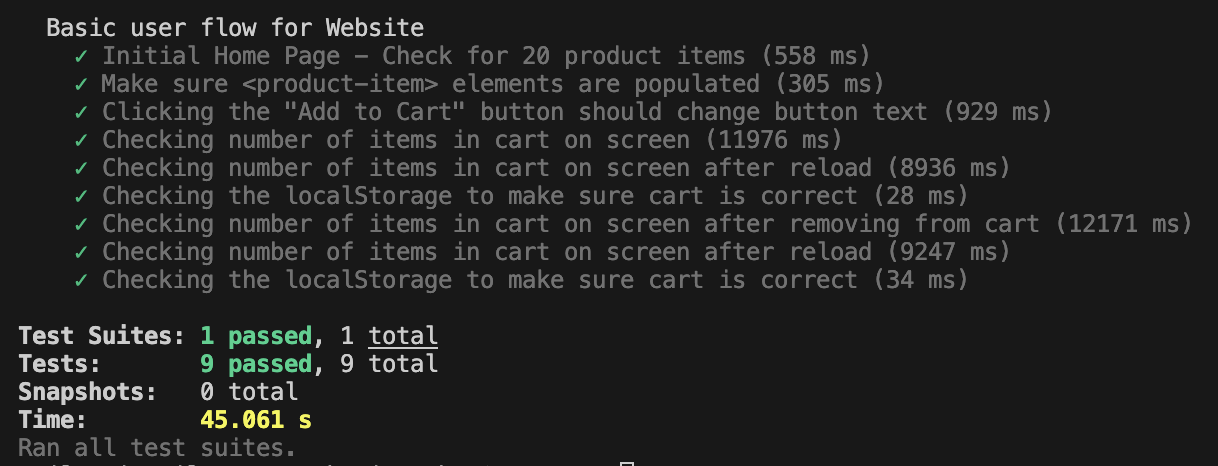 Basic user flow for Website
✓ Initial Home Page – Check for 20 product items (558 ms)
✓ Make sure <product-item> elements are populated (305 ms)
✓ Clicking the "Add to Cart" button should change button text (929 ms)
✓ Checking number of items in cart on screen (11976 ms)
✓ Checking number of items in cart on screen after reload (8936 ms)
✓ Checking the localStorage to make sure cart is correct (28 ms)
✓ Checking number of items in cart on screen after removing from cart (12171 ms)
✓ Checking number of items in cart on screen after reload (9247 ms)
✓ Checking the localStorage to make sure cart is correct (34 ms)
Test Suites: 1 passed, 1 total
Tests: 9 passed, 9 total
Snapshots: 0 total
Time: 45.061 s
Ran all test suites.